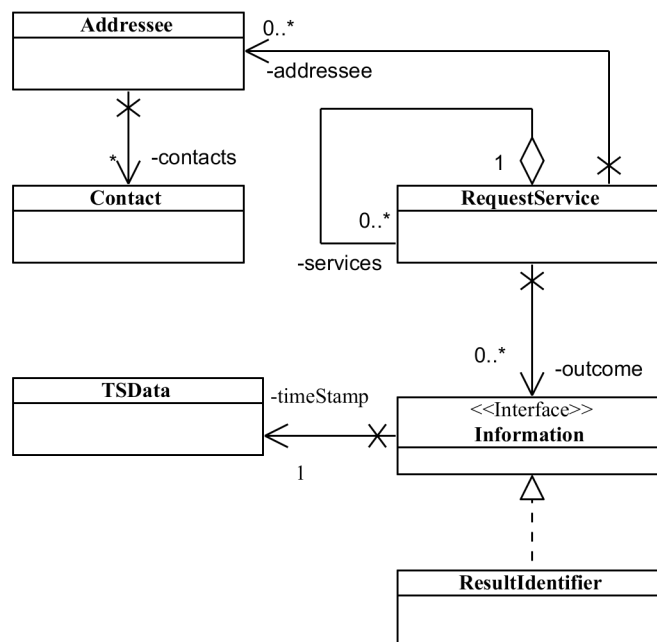 Addressee
0..*
-addressee
*
-contacts
1
Contact
RequestService
0..*
-services
0..*
-outcome
TSData
-timeStamp
<<Interface>>
Information
1
ResultIdentifier